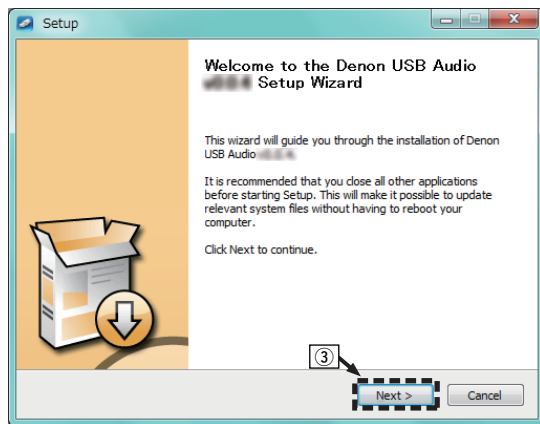 Setup
Welcome to the Denon USB Audio
Setup Wizard
This wizard will guide you through the installation of Denon
USB Audio
It is recommended that you close all other applications
before starting Setup. This will make it possible to update
relevant system files without having to reboot your
computer.
Click Next to continue.
③
Next >
Cancel